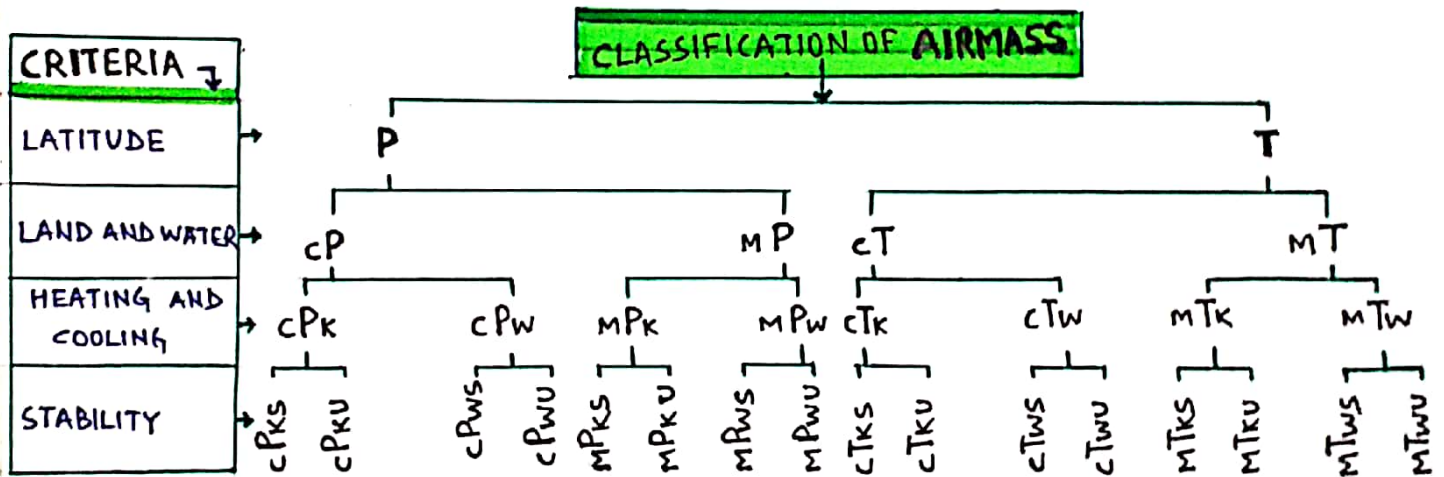 CLASSIFICATION OF AIRMASS
CRITERIA
LATITUDE
P T
LAND AND WATER
cP mP cT mT
HEATING AND
COOLING
cPK cPW mPK mPW cTK cTW mTK mTW
STABILITY
cPKS cPKU cPWS cPWU mPKS mPKU mPWS mPWU cTKS cTKU cTWS cTWU mTKS mTKU mTWS mTWU